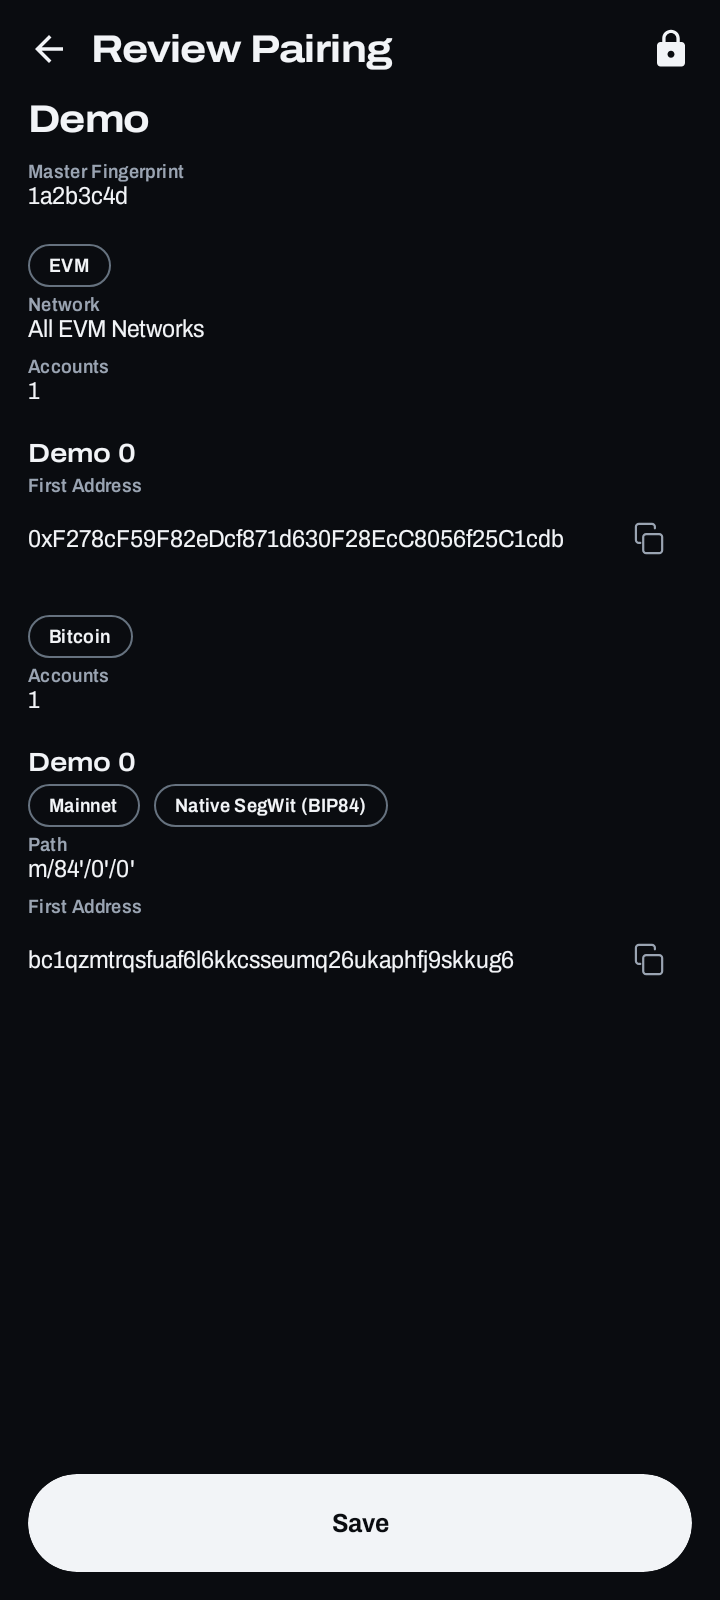 Review Pairing
Demo
Master Fingerprint
1a2b3c4d
EVM
Network
All EVM Networks
Accounts
1
Demo 0
First Address
0xF278cF59F82eDcf871d630F28EcC8056f25C1cdb
Bitcoin
Accounts
1
Demo 0
Mainnet Native SegWit (BIP84)
Path
m/84'/0'/0'
First Address
bc1qzmtrqsfuaf6l6kkcsseumq26ukaphfj9skkug6
Save